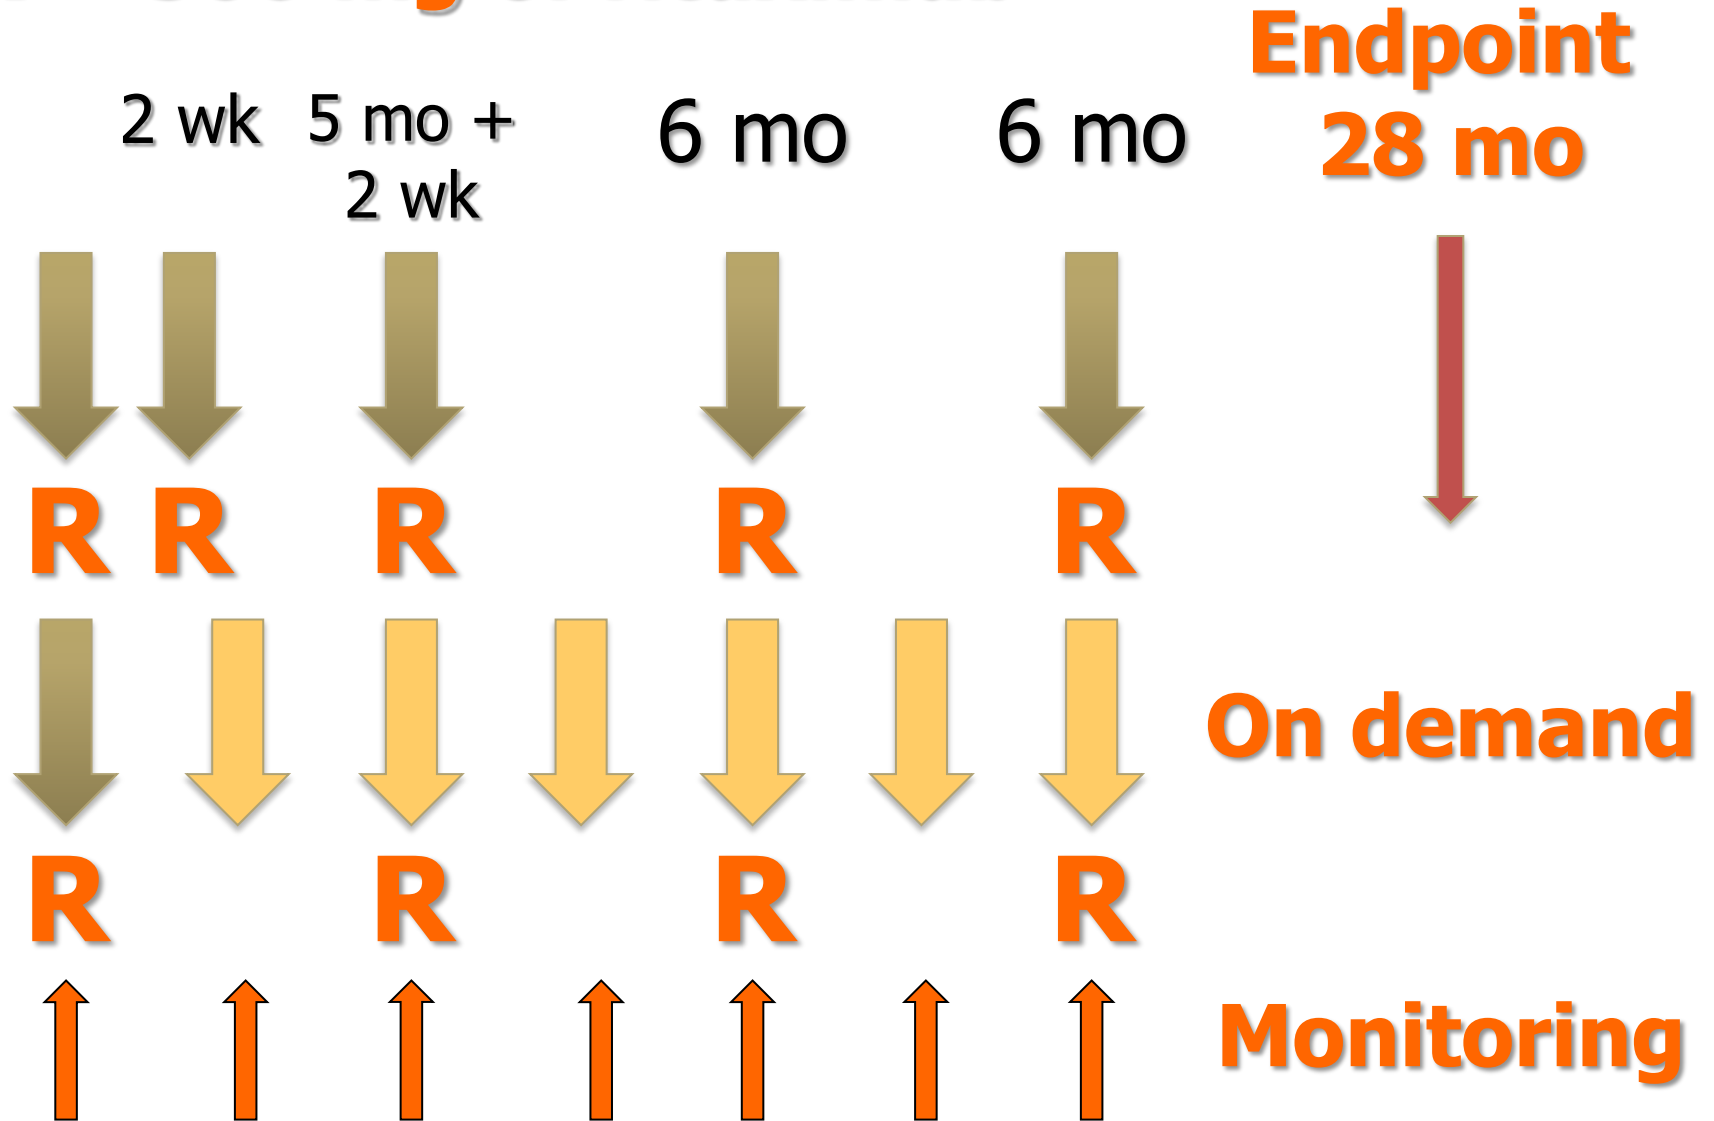 2 wk
5 mo +
2 wk
6 mo
6 mo
Endpoint
28 mo
R R R R R
On demand
R R R R
Monitoring